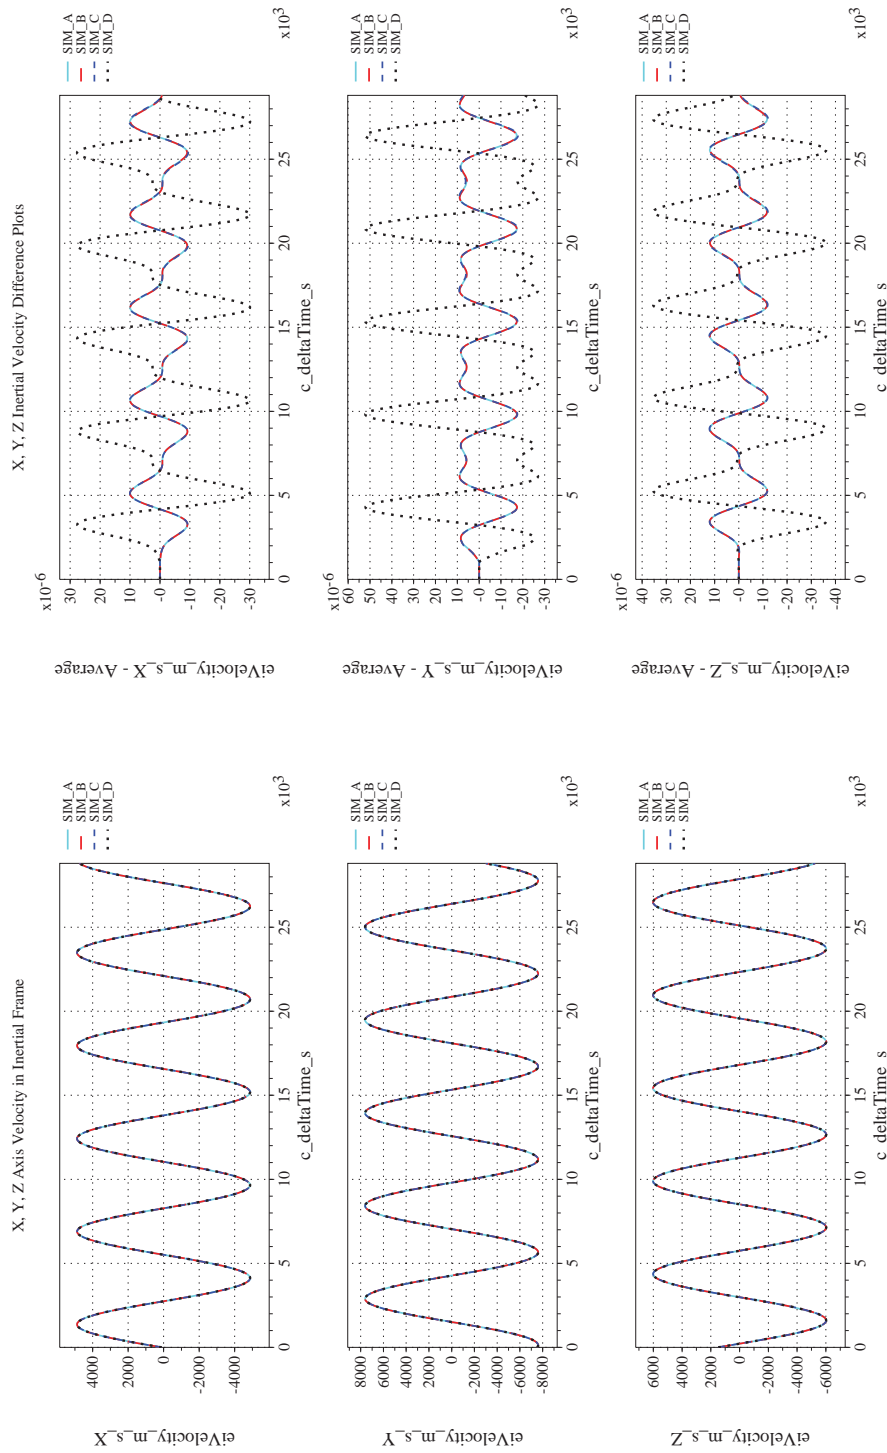 X, Y, Z Axis Velocity in Inertial Frame
eiVelocity_m_s_X
4000
2000
0
-2000
-4000
0 5 10 15 20 25
x10³
c_deltaTime_s
SIM_A
SIM_B
SIM_C
SIM_D
eiVelocity_m_s_Y
8000
6000
4000
2000
0
-2000
-4000
-6000
-8000
0 5 10 15 20 25
x10³
c_deltaTime_s
SIM_A
SIM_B
SIM_C
SIM_D
eiVelocity_m_s_Z
6000
4000
2000
0
-2000
-4000
-6000
0 5 10 15 20 25
x10³
c deltaTime s
SIM_A
SIM_B
SIM_C
SIM_D
X, Y, Z Inertial Velocity Difference Plots
eiVelocity_m_s_X - Average
x10⁻⁶
30
20
10
-0
-10
-20
-30
0 5 10 15 20 25
x10³
c_deltaTime_s
SIM_A
SIM_B
SIM_C
SIM_D
eiVelocity_m_s_Y - Average
x10⁻⁶
60
50
40
30
20
10
-0
-10
-20
-30
0 5 10 15 20 25
x10³
c_deltaTime_s
SIM_A
SIM_B
SIM_C
SIM_D
eiVelocity_m_s_Z - Average
x10⁻⁶
40
30
20
10
-0
-10
-20
-30
-40
0 5 10 15 20 25
x10³
c deltaTime s
SIM_A
SIM_B
SIM_C
SIM_D